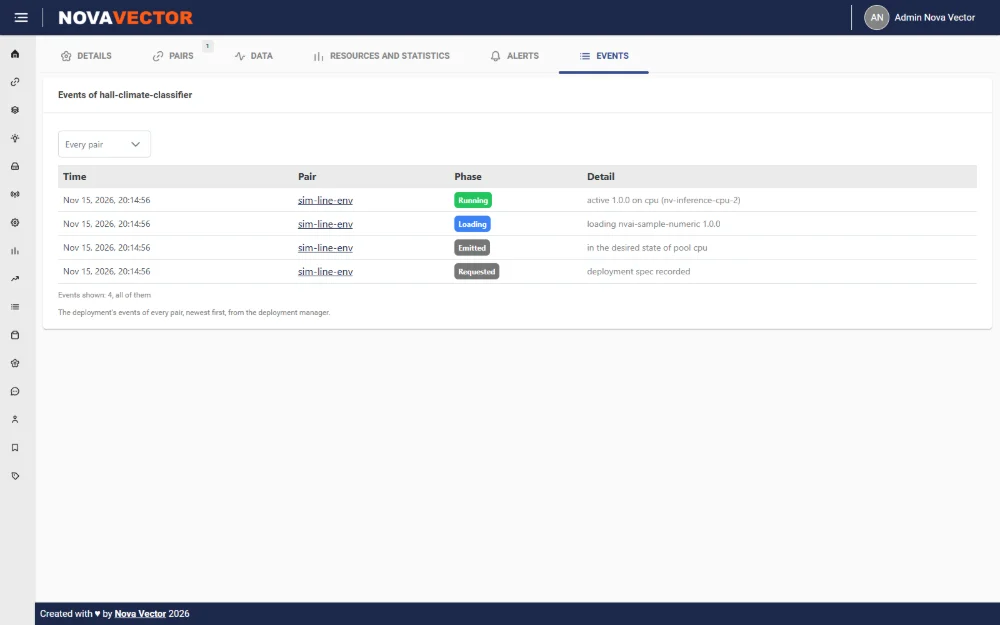 NOVAVECTOR
AN Admin Nova Vector
DETAILS
PAIRS 1
DATA
RESOURCES AND STATISTICS
ALERTS
EVENTS
Events of hall-climate-classifier
Every pair
Time Pair Phase Detail
Nov 15, 2026, 20:14:56 sim-line-env Running active 1.0.0 on cpu (nv-inference-cpu-2)
Nov 15, 2026, 20:14:56 sim-line-env Loading loading nvai-sample-numeric 1.0.0
Nov 15, 2026, 20:14:56 sim-line-env Emitted in the desired state of pool cpu
Nov 15, 2026, 20:14:56 sim-line-env Requested deployment spec recorded
Events shown: 4, all of them
The deployment's events of every pair, newest first, from the deployment manager.
Created with ♥ by Nova Vector 2026